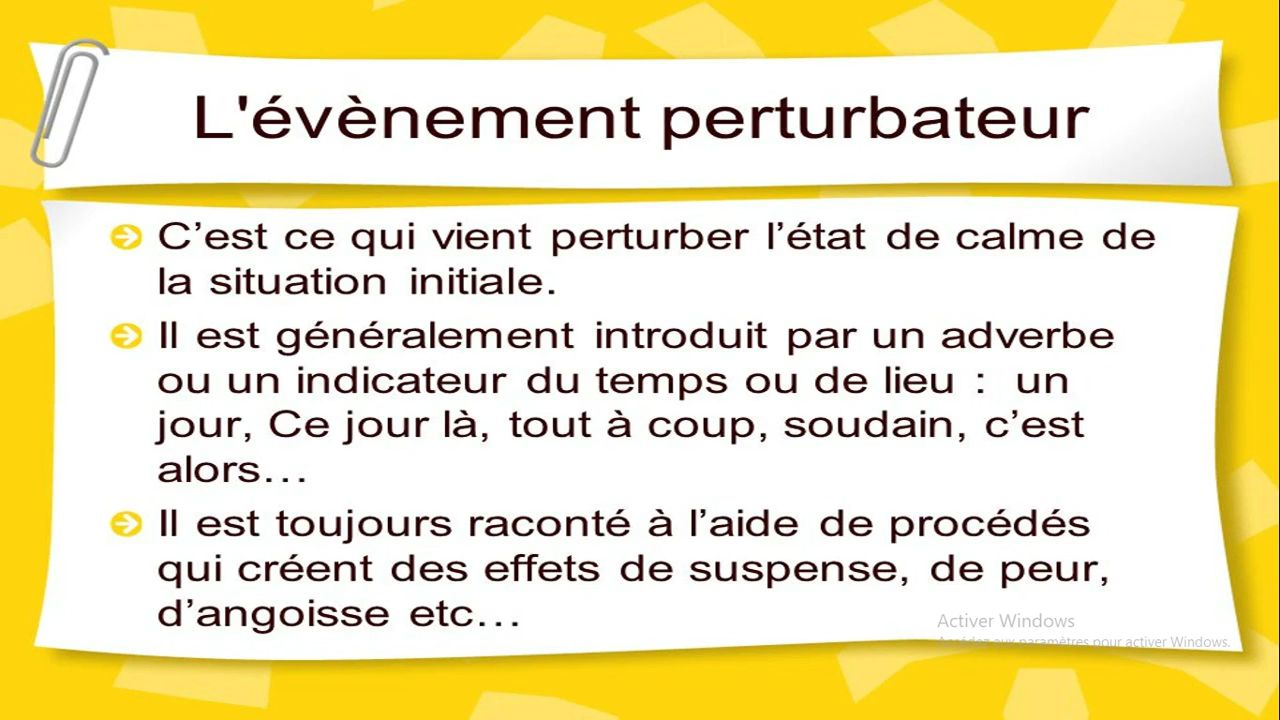 L'évènement perturbateur
C’est ce qui vient perturber l’état de calme de
la situation initiale.
Il est généralement introduit par un adverbe
ou un indicateur du temps ou de lieu : un
jour, Ce jour là, tout à coup, soudain, c’est
alors…
Il est toujours raconté à l’aide de procédés
qui créent des effets de suspense, de peur,
d’angoisse etc…
Activer Windows
Accédez aux paramètres pour activer Windows.